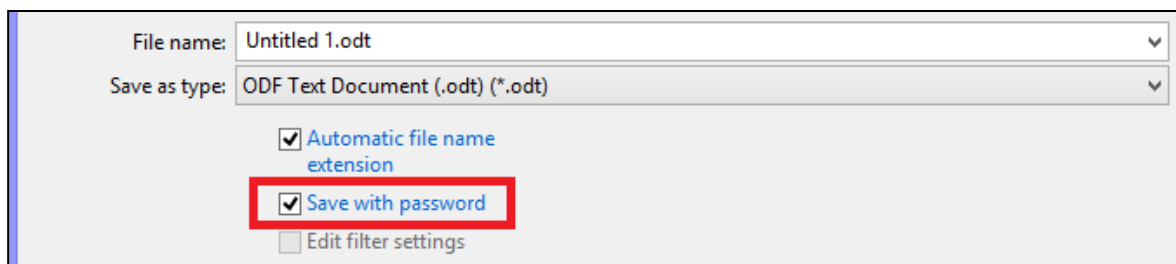 File name: Untitled 1.odt
Save as type: ODF Text Document (.odt) (*.odt)
Automatic file name
extension
Save with password
Edit filter settings